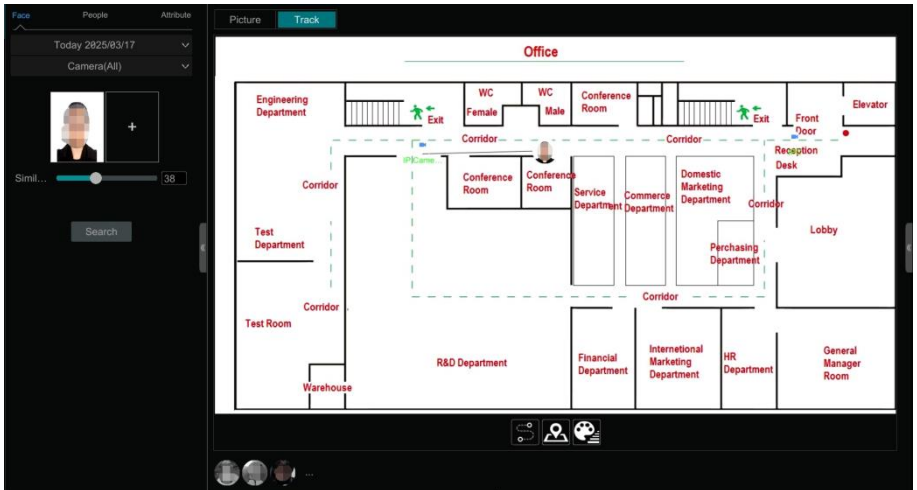 Face
People
Attribute
Today 2025/03/17
Camera(All)
+
Simil...
38
Search
Picture
Track
Office
Engineering
Department
Exit
WC
Female
WC
Male
Conference
Room
Exit
Front
Door
Elevator
Corridor
Corridor
Reception
Desk
IP Came...
Corridor
Conference
Room
Conference
Room
Service
Department
Commerce
Department
Domestic
Marketing
Department
Corridor
Test
Department
Purchasing
Department
Lobby
Corridor
Corridor
Test Room
R&D Department
Financial
Department
International
Marketing
Department
HR
Department
General
Manager
Room
Warehouse
...